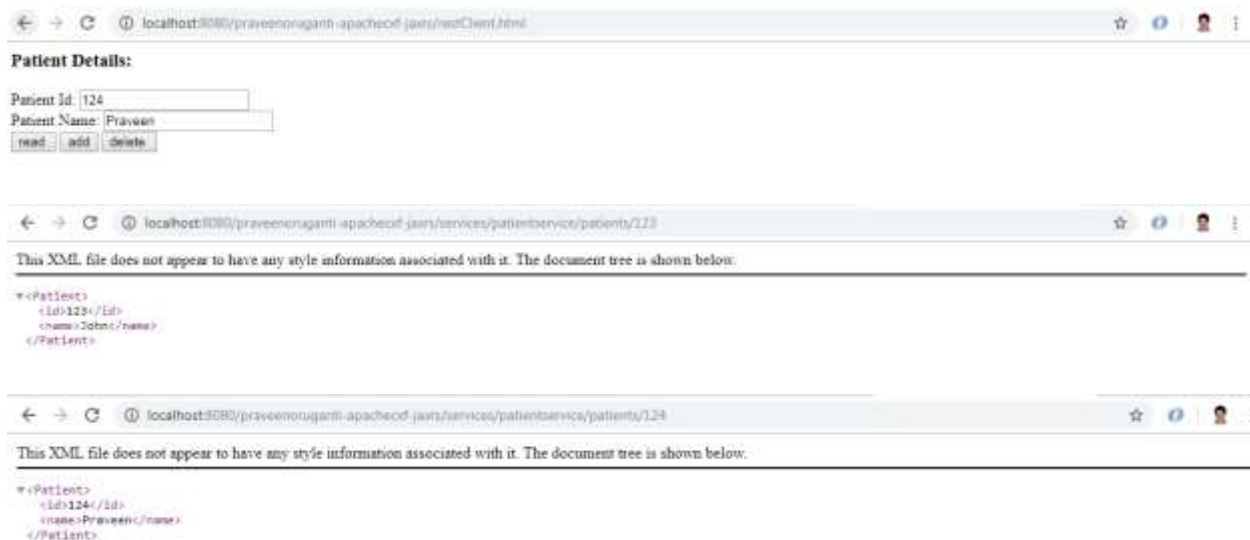 localhost:8080/praveenoruganti-apachecxf-jaxrs/restClient.html
Patient Details:
Patient Id: 124
Patient Name: Praveen
read add delete
localhost:8080/praveenoruganti-apachecxf-jaxrs/services/patientservice/patients/123
This XML file does not appear to have any style information associated with it. The document tree is shown below.
▼<Patient>
<id>123</id>
<name>John</name>
</Patient>
localhost:8080/praveenoruganti-apachecxf-jaxrs/services/patientservice/patients/124
This XML file does not appear to have any style information associated with it. The document tree is shown below.
▼<Patient>
<id>124</id>
<name>Praveen</name>
</Patient>